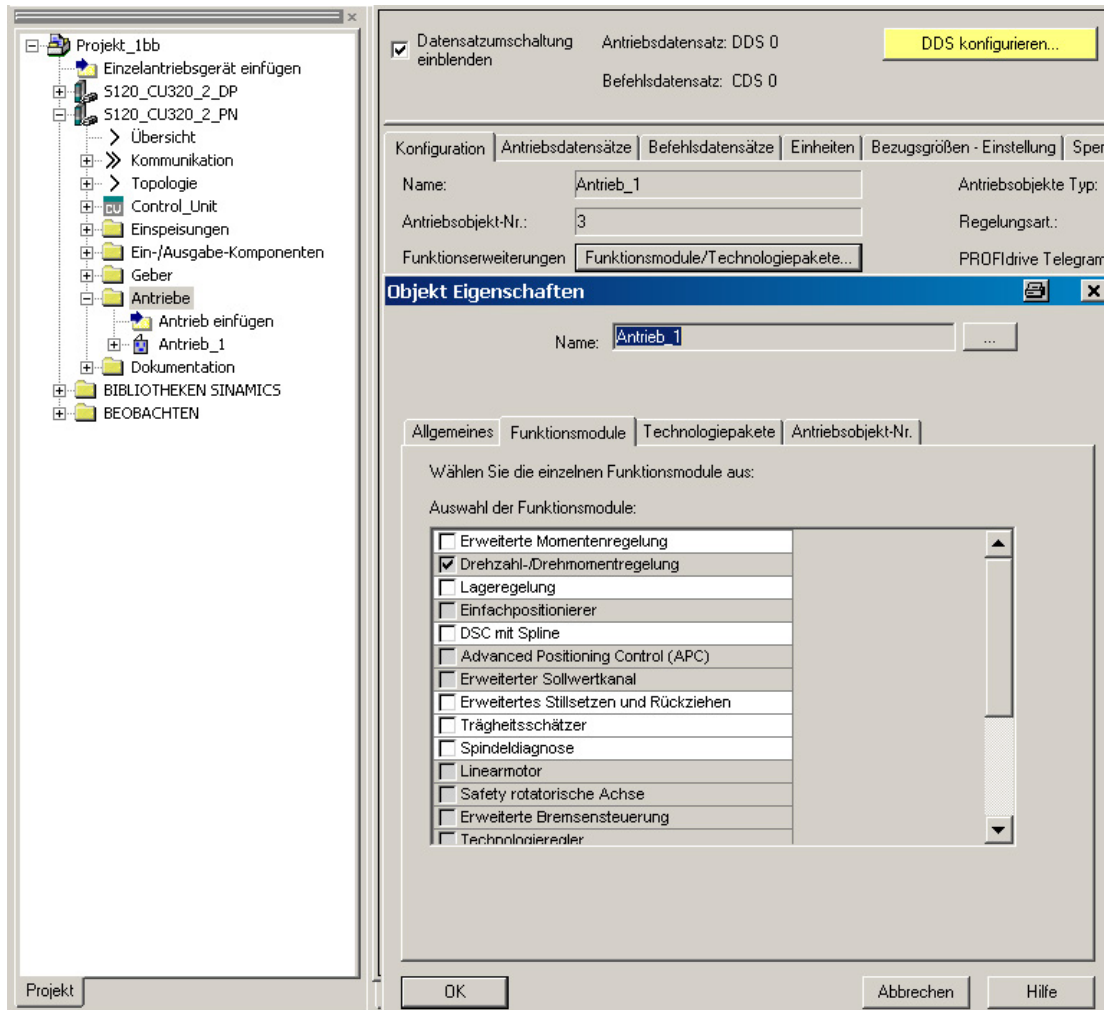 Projekt_1bb
Einzelantriebsgerät einfügen
S120_CU320_2_DP
S120_CU320_2_PN
Übersicht
Kommunikation
Topologie
Control_Unit
Einspeisungen
Ein-/Ausgabe-Komponenten
Geber
Antriebe
Antrieb einfügen
Antrieb_1
Dokumentation
BIBLIOTHEKEN SINAMICS
BEOBACHTEN
Projekt
Datensatzumschaltung einblenden
Antriebsdatensatz: DDS 0
DDS konfigurieren...
Befehlsdatensatz: CDS 0
Konfiguration Antriebsdatensätze Befehlsdatensätze Einheiten Bezugsgrößen - Einstellung Sper
Name: Antrieb_1 Antriebsobjekte Typ:
Antriebsobjekt-Nr.: 3 Regelungsart.:
Funktionserweiterungen Funktionsmodule/Technologiepakete... PROFIdrive Telegram
Objekt Eigenschaften
Name: Antrieb_1 ...
Allgemeines Funktionsmodule Technologiepakete Antriebsobjekt-Nr.
Wählen Sie die einzelnen Funktionsmodule aus:
Auswahl der Funktionsmodule:
Erweiterte Momentenregelung
Drehzahl-/Drehmomentregelung
Lageregelung
Einfachpositionierer
DSC mit Spline
Advanced Positioning Control (APC)
Erweiterter Sollwertkanal
Erweitertes Stillsetzen und Rückziehen
Trägheitsschätzer
Spindeldiagnose
Linearmotor
Safety rotatorische Achse
Erweiterte Bremsensteuerung
Technologieregler
OK Abbrechen Hilfe